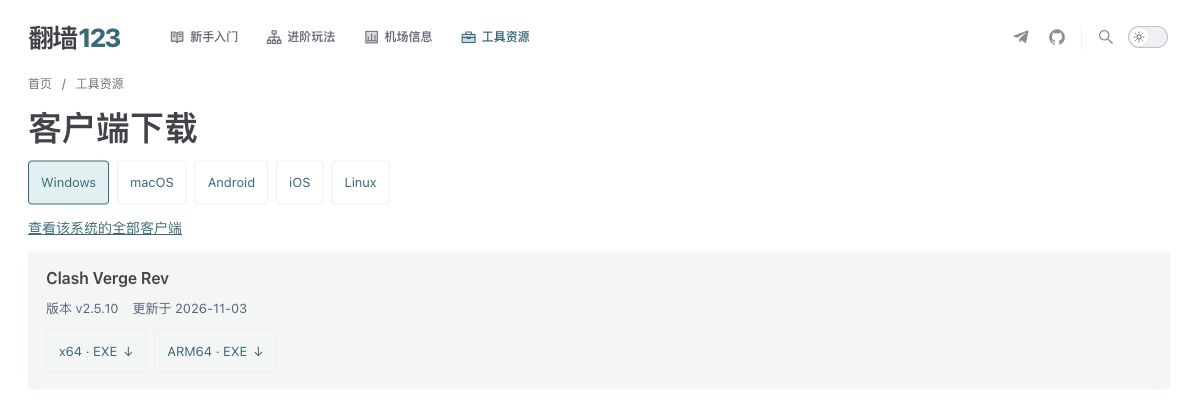 翻墙123 新手入门 进阶玩法 机场信息 工具资源
首页 / 工具资源
客户端下载
Windows macOS Android iOS Linux
查看该系统的全部客户端
Clash Verge Rev
版本 v2.5.10 更新于 2026-11-03
x64 · EXE ↓ ARM64 · EXE ↓